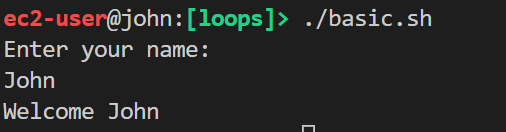 ec2-user@john:[loops]> ./basic.sh
Enter your name:
John
Welcome John